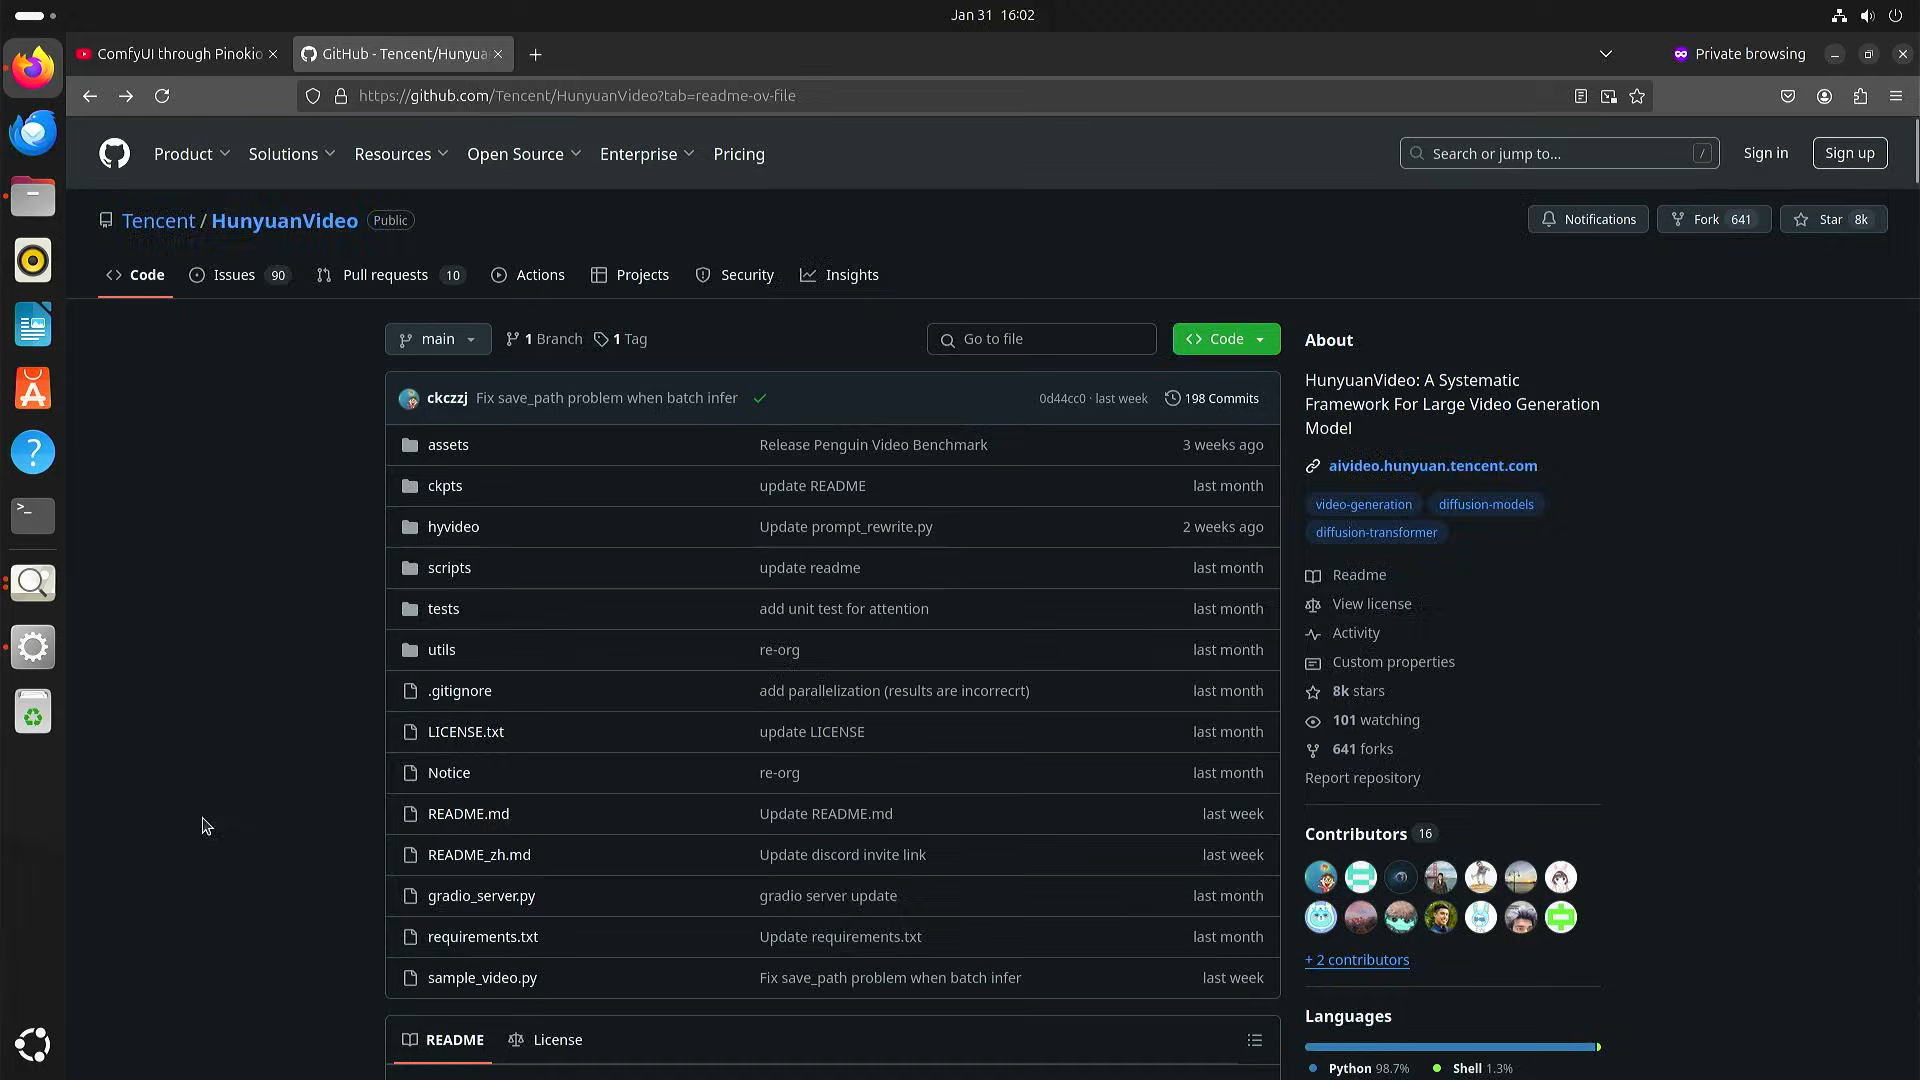 Jan 31 16:02
ComfyUI through Pinokio
GitHub - Tencent/Hunyua
Private browsing
https://github.com/Tencent/HunyuanVideo?tab=readme-ov-file
Product Solutions Resources Open Source Enterprise Pricing
Search or jump to... /
Sign in
Sign up
Tencent / HunyuanVideo Public
Notifications
Fork 641
Star 8k
Code Issues 90 Pull requests 10 Actions Projects Security Insights
main 1 Branch 1 Tag
Go to file
Code
ckczzj Fix save_path problem when batch infer 0d44cc0 · last week 198 Commits
assets Release Penguin Video Benchmark 3 weeks ago
ckpts update README last month
hyvideo Update prompt_rewrite.py 2 weeks ago
scripts update readme last month
tests add unit test for attention last month
utils re-org last month
.gitignore add parallelization (results are incorrecrt) last month
LICENSE.txt update LICENSE last month
Notice re-org last month
README.md Update README.md last week
README_zh.md Update discord invite link last week
gradio_server.py gradio server update last month
requirements.txt Update requirements.txt last month
sample_video.py Fix save_path problem when batch infer last week
README License
About
HunyuanVideo: A Systematic
Framework For Large Video Generation
Model
aivideo.hunyuan.tencent.com
video-generation diffusion-models
diffusion-transformer
Readme
View license
Activity
Custom properties
8k stars
101 watching
641 forks
Report repository
Contributors 16
+ 2 contributors
Languages
Python 98.7% Shell 1.3%